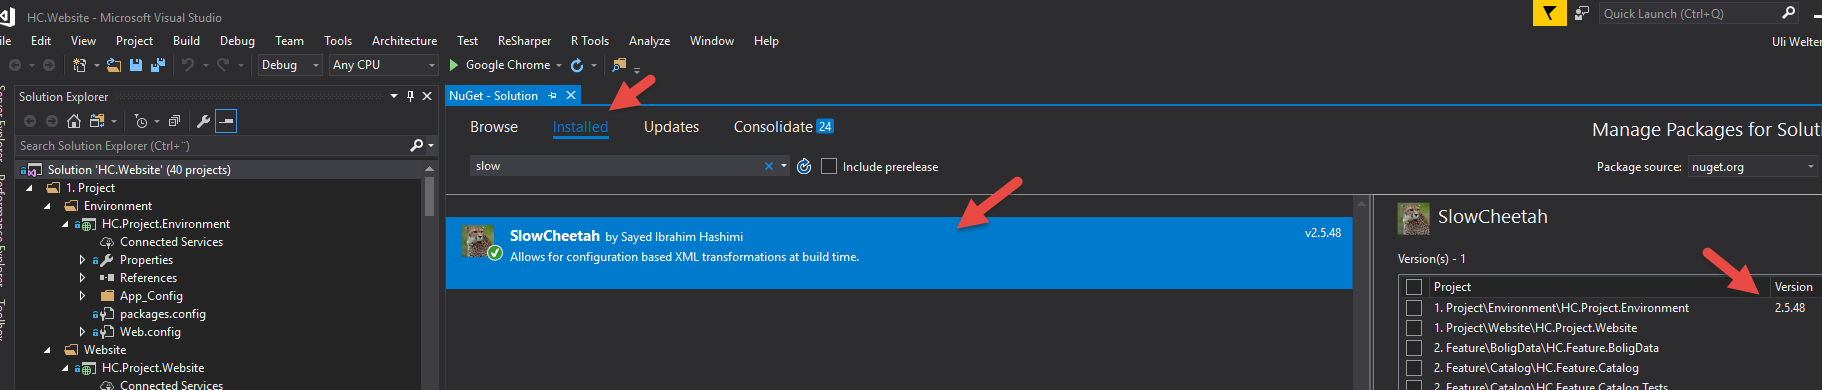 HC.Website - Microsoft Visual Studio
Quick Launch (Ctrl+Q)
ile Edit View Project Build Debug Team Tools Architecture Test ReSharper R Tools Analyze Window Help
Uli Welter
Debug Any CPU Google Chrome
Server Explorer
Performance Explorer
Toolbox
Solution Explorer
Search Solution Explorer (Ctrl+¨)
Solution 'HC.Website' (40 projects)
1. Project
Environment
HC.Project.Environment
Connected Services
Properties
References
App_Config
packages.config
Web.config
Website
HC.Project.Website
Connected Services
NuGet - Solution
Browse Installed Updates Consolidate 24
Manage Packages for Soluti
slow
Include prerelease
Package source: nuget.org
SlowCheetah by Sayed Ibrahim Hashimi
v2.5.48
Allows for configuration based XML transformations at build time.
SlowCheetah
Version(s) - 1
Project Version
1. Project\Environment\HC.Project.Environment 2.5.48
1. Project\Website\HC.Project.Website
2. Feature\BoligData\HC.Feature.BoligData
2. Feature\Catalog\HC.Feature.Catalog
2. Feature\Catalog\HC.Feature.Catalog.Tests